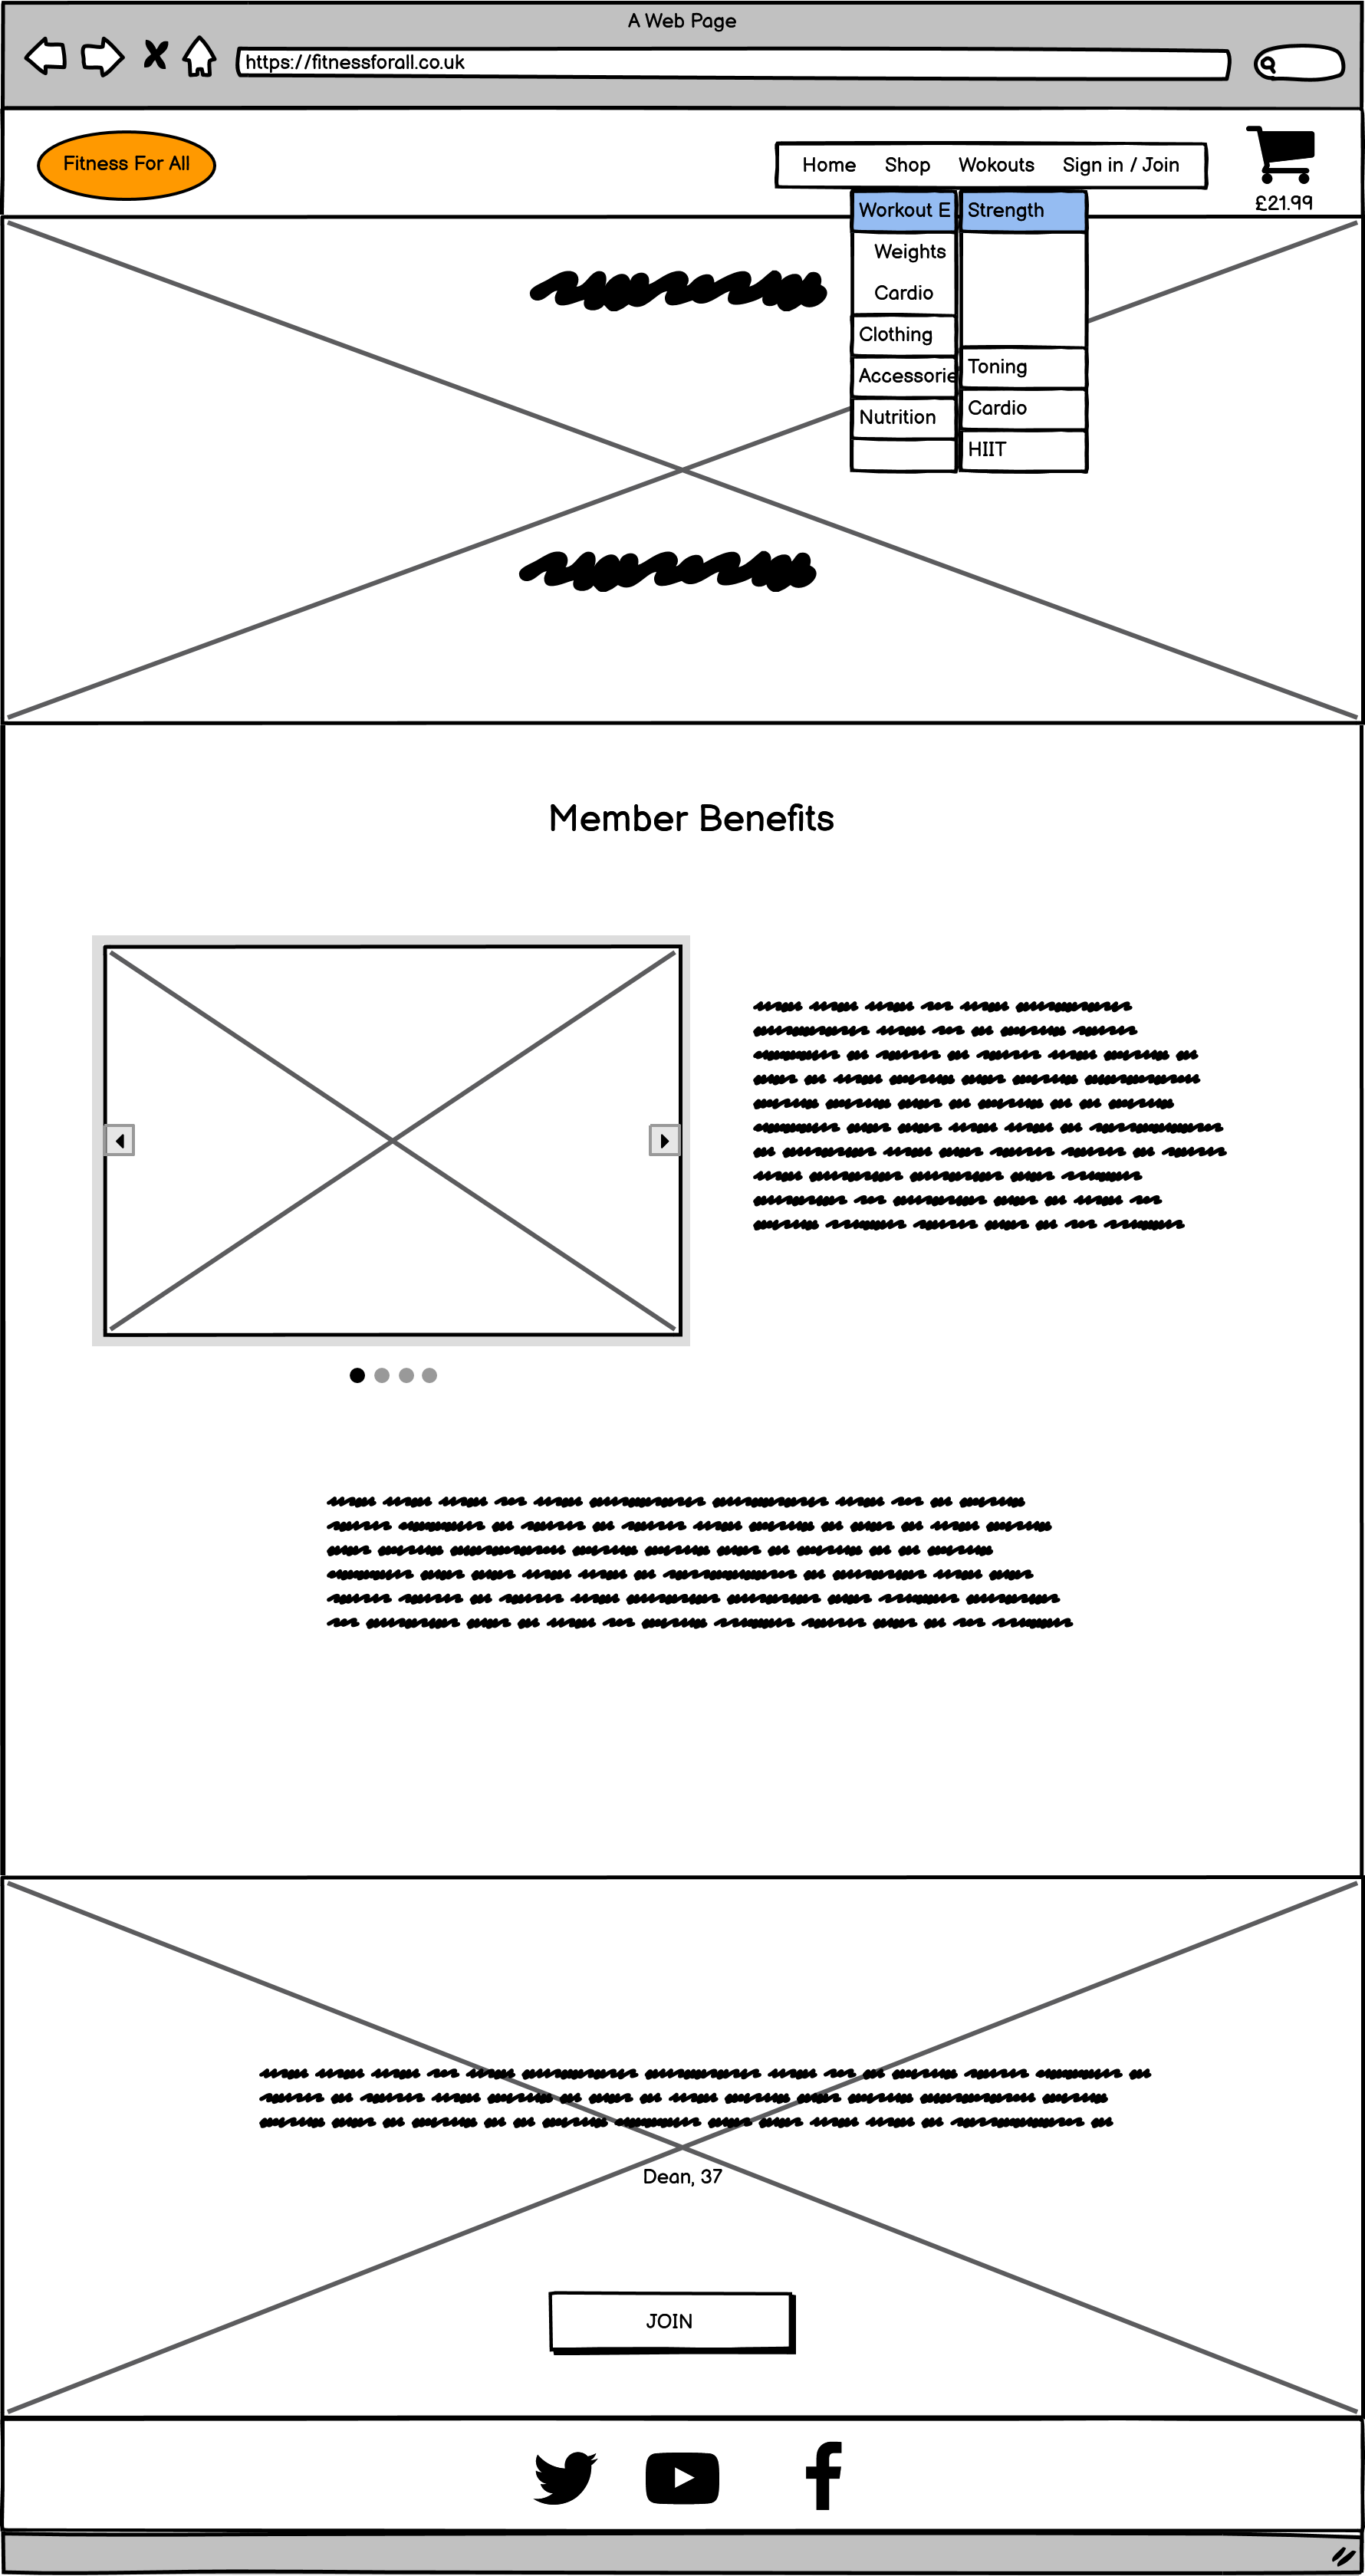 A Web Page
https://fitnessforall.co.uk
Fitness For All
Home Shop Wokouts Sign in / Join
£21.99
Workout E
Weights
Cardio
Clothing
Accessorie
Nutrition
Strength
Toning
Cardio
HIIT
Member Benefits
Dean, 37
JOIN